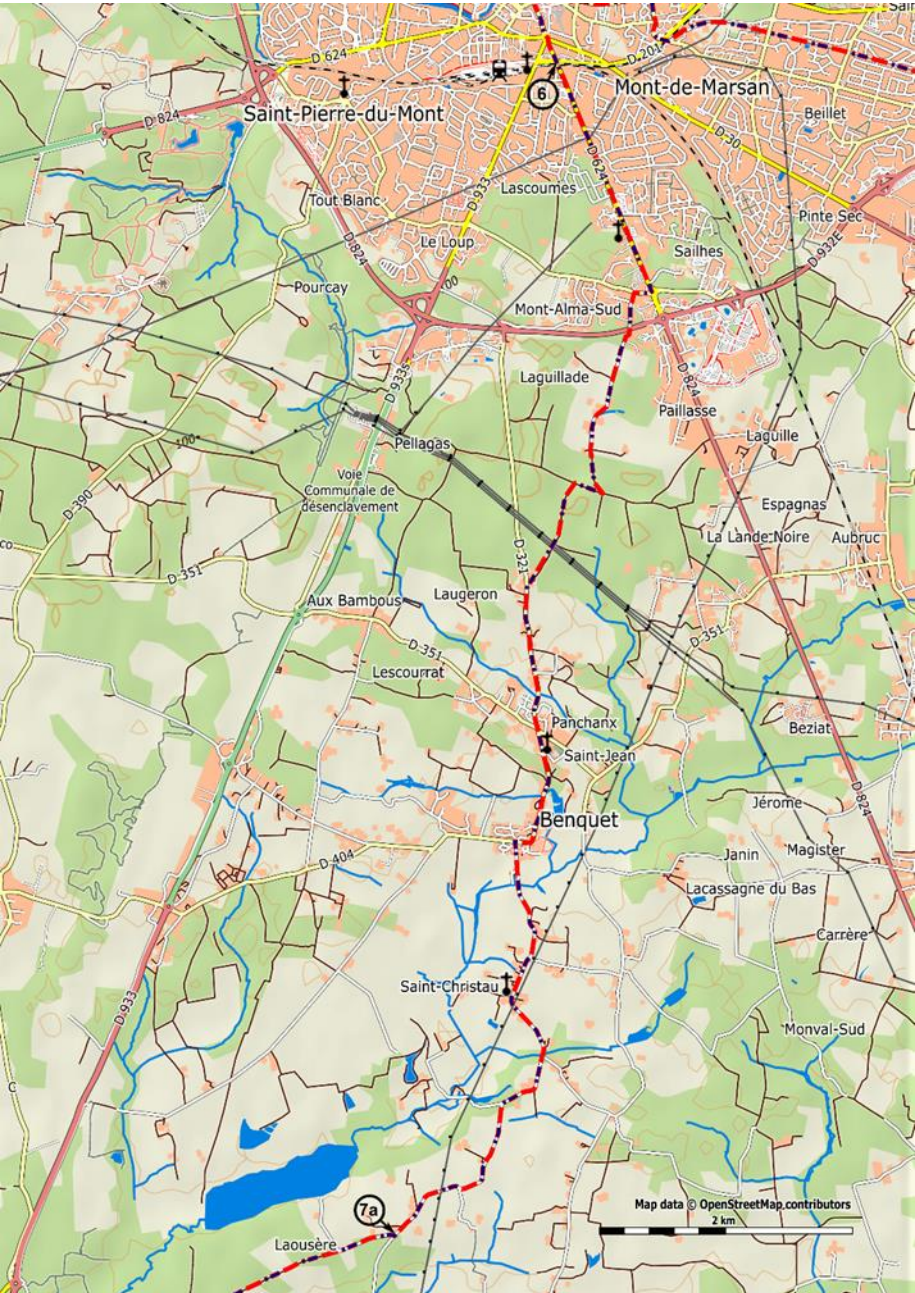 Sain
D 624
D 201
6
Mont-de-Marsan
Saint-Pierre-du-Mont
Beillet
D 824
D-30
D 624
Lascoumes
D 933
Tout Blanc
Pinte Sec
Le Loup
Sailhes
D 932E
D-824
Pourcay
100
Mont-Alma-Sud
Laguillade
D 933s
D-824
Paillasse
Laguille
100
Pellagas
Voie
Communale de
désenclavement
D-390
Espagnas
La Lande Noire
Aubruc
co
D-321
D-351
Aux Bambous
Laugeron
D-351
D-351
Lescourrat
Panchanx
Beziat
Saint-Jean
D-824
Jérome
Benquet
D 404
Janin
Magister
Lacassagne du Bas
Carrère
Saint-Christau
D-933
Monval-Sud
C
Map data © OpenStreetMap contributors
2 km
7a
Laousère